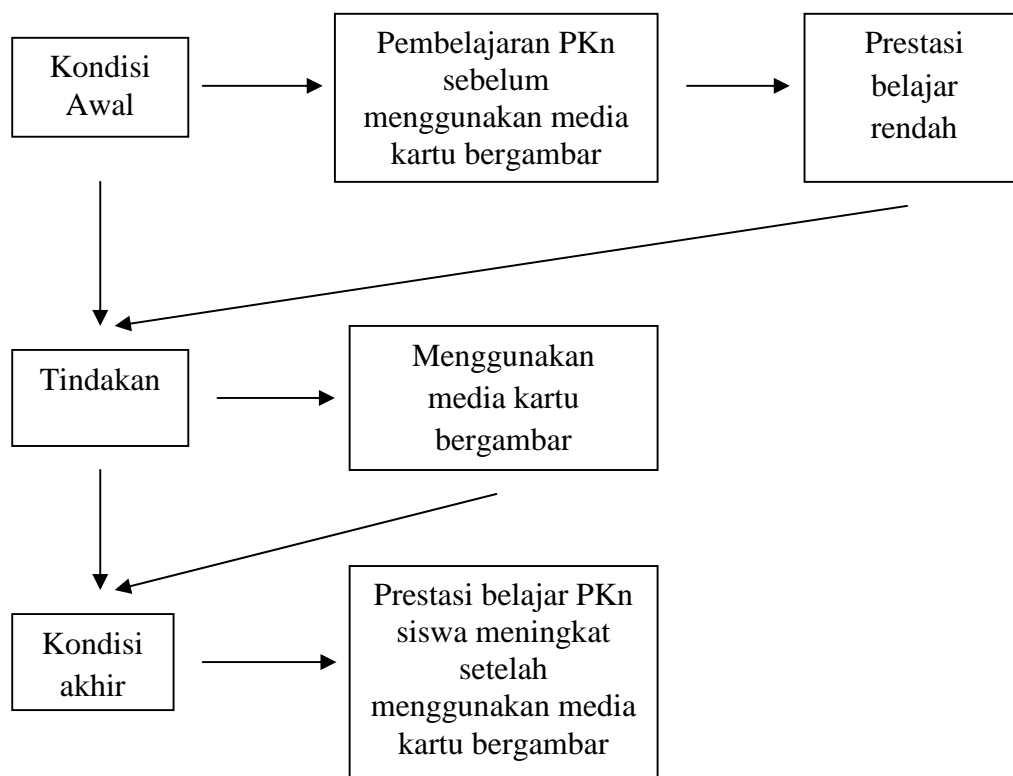 Kondisi
Awal
Pembelajaran PKn
sebelum
menggunakan media
kartu bergambar
Prestasi
belajar
rendah
Tindakan
Menggunakan
media kartu
bergambar
Kondisi
akhir
Prestasi belajar PKn
siswa meningkat
setelah
menggunakan media
kartu bergambar